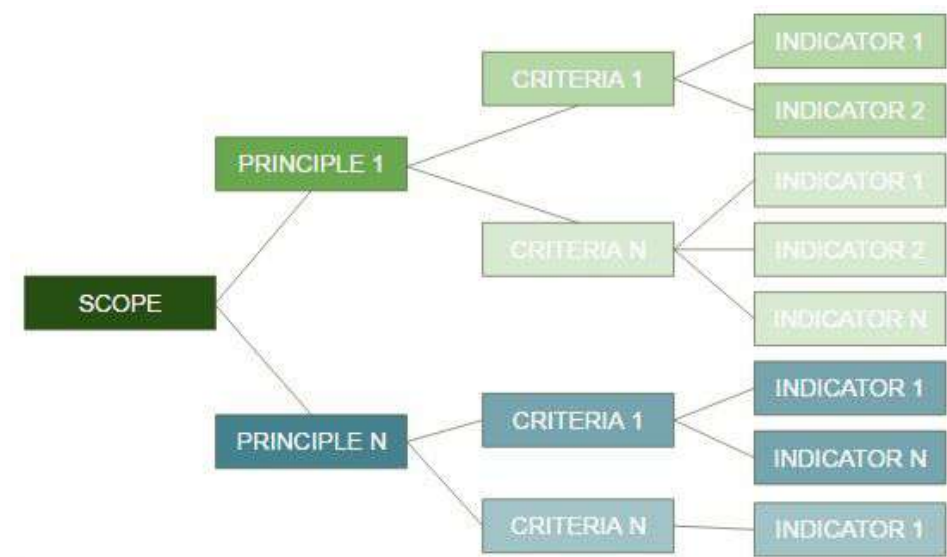 INDICATOR 1
CRITERIA 1
INDICATOR 2
PRINCIPLE 1
INDICATOR 1
CRITERIA N
INDICATOR 2
SCOPE
INDICATOR N
INDICATOR 1
CRITERIA 1
PRINCIPLE N
INDICATOR N
CRITERIA N
INDICATOR 1